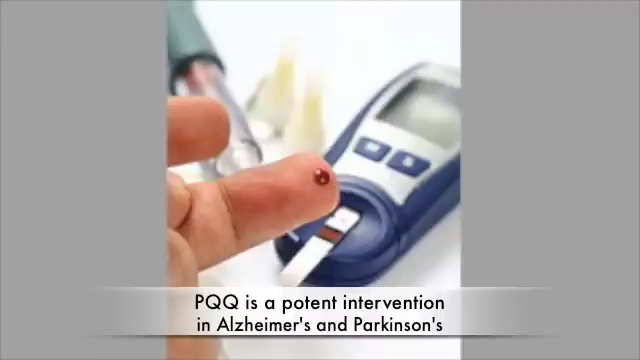 PQQ is a potent intervention
in Alzheimer's and Parkinson's